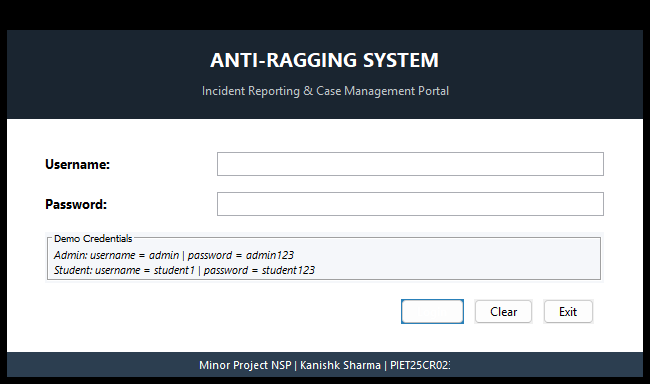 ANTI-RAGGING SYSTEM
Incident Reporting & Case Management Portal
Username:
Password:
Demo Credentials
Admin: username = admin | password = admin123
Student: username = student1 | password = student123
Clear
Exit
Minor Project NSP | Kanishk Sharma |